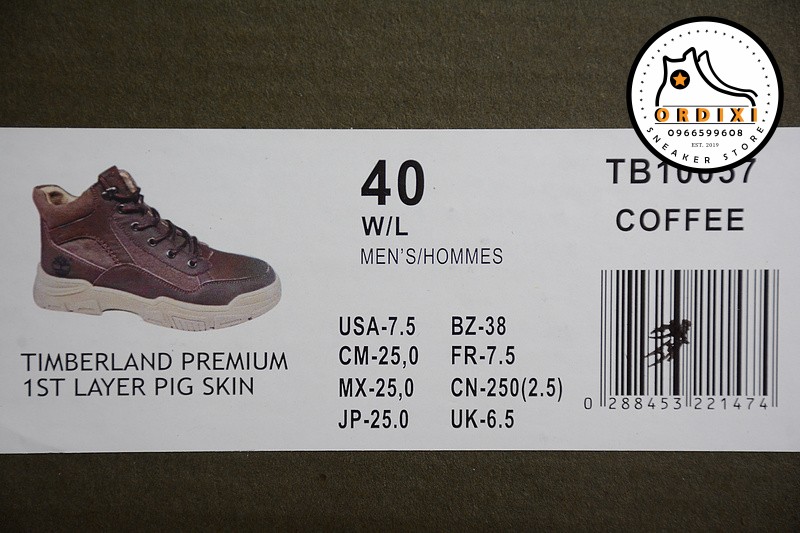 ORDIXI
0966599608
EST. 2019
SNEAKER STORE
TB10057
COFFEE
40
W/L
MEN'S/HOMMES
USA-7.5 BZ-38
CM-25,0 FR-7.5
MX-25,0 CN-250(2.5)
JP-25.0 UK-6.5
TIMBERLAND PREMIUM
1ST LAYER PIG SKIN
0 288453 221474